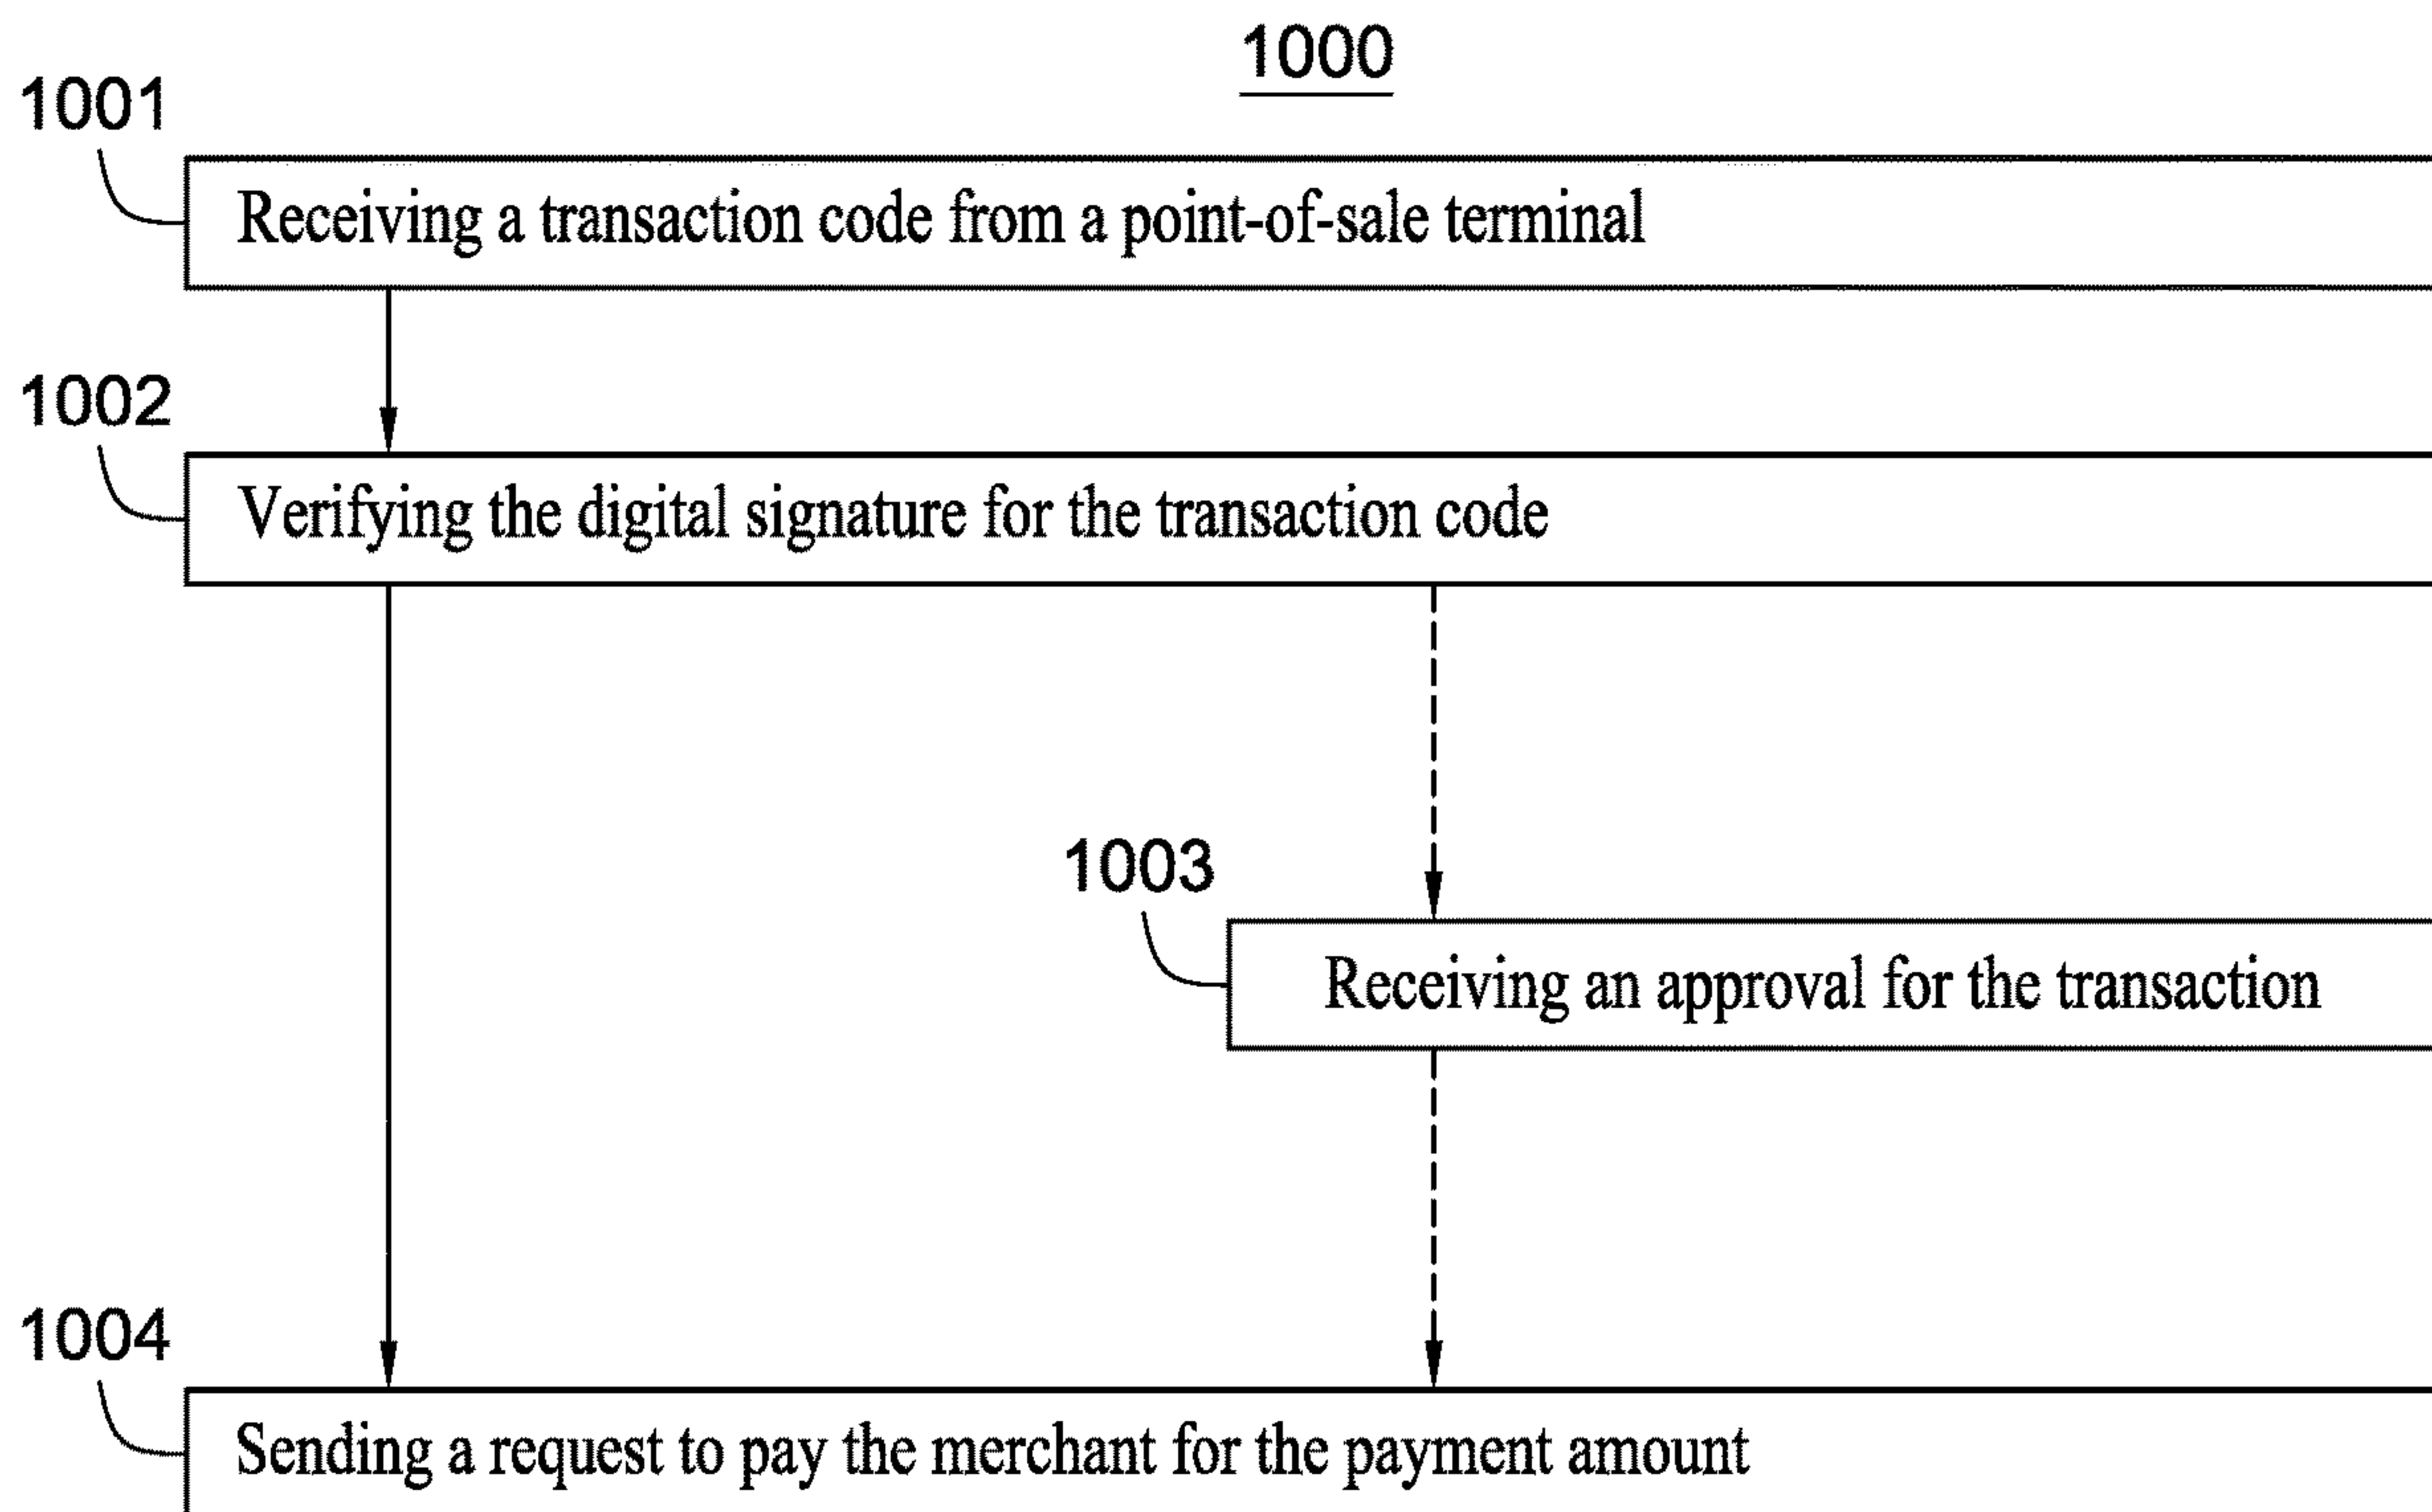 1000
1001
Receiving a transaction code from a point-of-sale terminal
1002
Verifying the digital signature for the transaction code
1003
Receiving an approval for the transaction
1004
Sending a request to pay the merchant for the payment amount